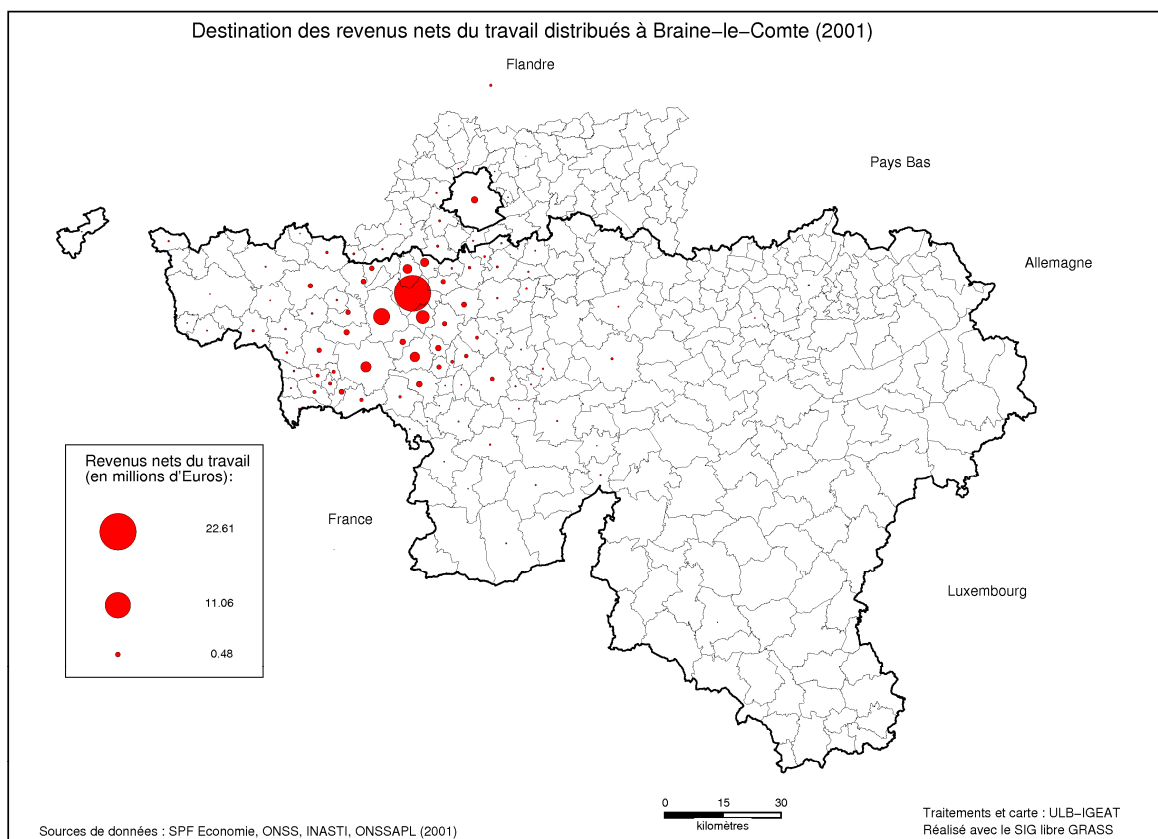 Destination des revenus nets du travail distribués à Braine−le−Comte (2001)
Flandre
Pays Bas
Allemagne
Revenus nets du travail
(en millions d'Euros):
22.61
11.06
0.48
France
Luxembourg
0 15 30
kilomètres
Sources de données : SPF Economie, ONSS, INASTI, ONSSAPL (2001)
Traitements et carte : ULB−IGEAT
Réalisé avec le SIG libre GRASS